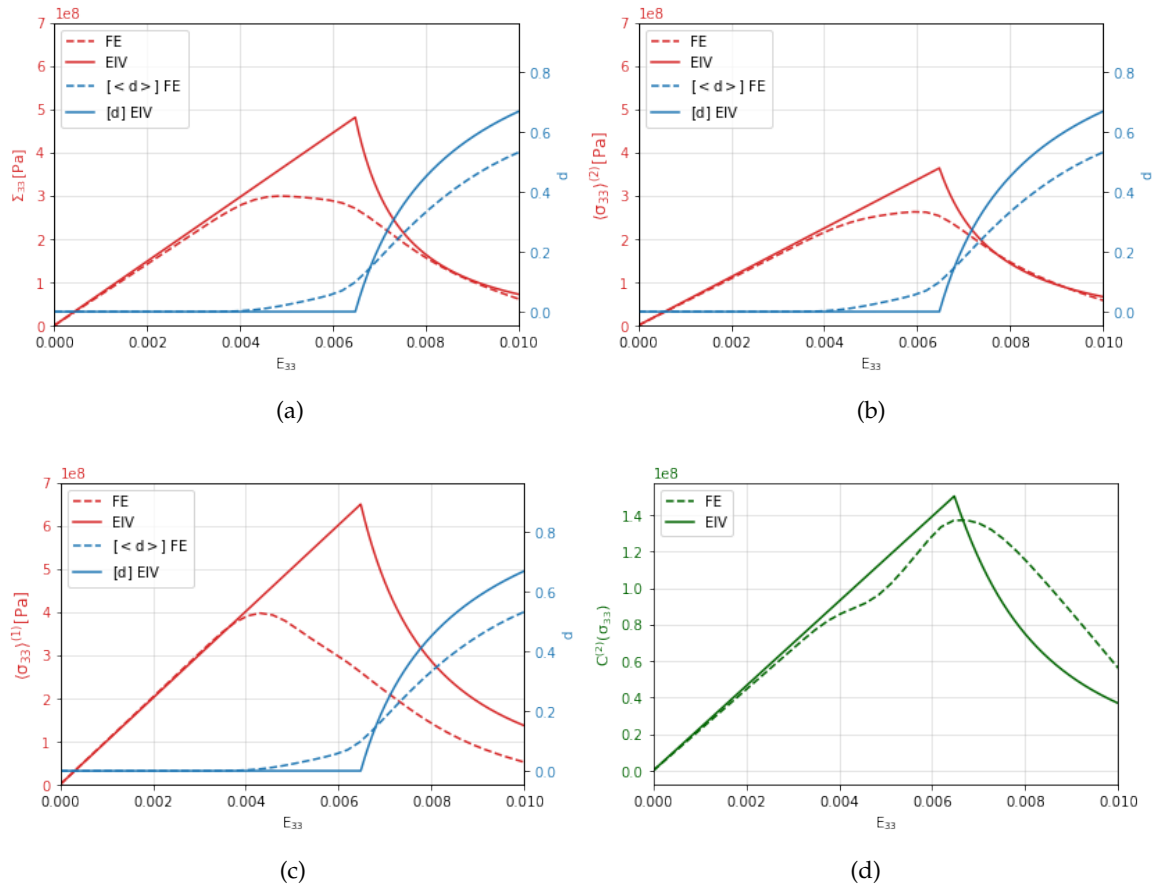 1e8
7
6
5
4
3
2
1
0
Σ₃₃[Pa]
FE
EIV
[<d>] FE
[d] EIV
0.8
0.6
0.4
0.2
0.0
d
0.000 0.002 0.004 0.006 0.008 0.010
E₃₃
(a)
1e8
7
6
5
4
3
2
1
0
⟨σ₃₃⟩⁽²⁾[Pa]
FE
EIV
[<d>] FE
[d] EIV
0.8
0.6
0.4
0.2
0.0
d
0.000 0.002 0.004 0.006 0.008 0.010
E₃₃
(b)
1e8
7
6
5
4
3
2
1
0
⟨σ₃₃⟩⁽¹⁾[Pa]
FE
EIV
[<d>] FE
[d] EIV
0.8
0.6
0.4
0.2
0.0
d
0.000 0.002 0.004 0.006 0.008 0.010
E₃₃
(c)
1e8
1.4
1.2
1.0
0.8
0.6
0.4
0.2
0.0
C⁽²⁾(σ₃₃)
FE
EIV
0.000 0.002 0.004 0.006 0.008 0.010
E₃₃
(d)